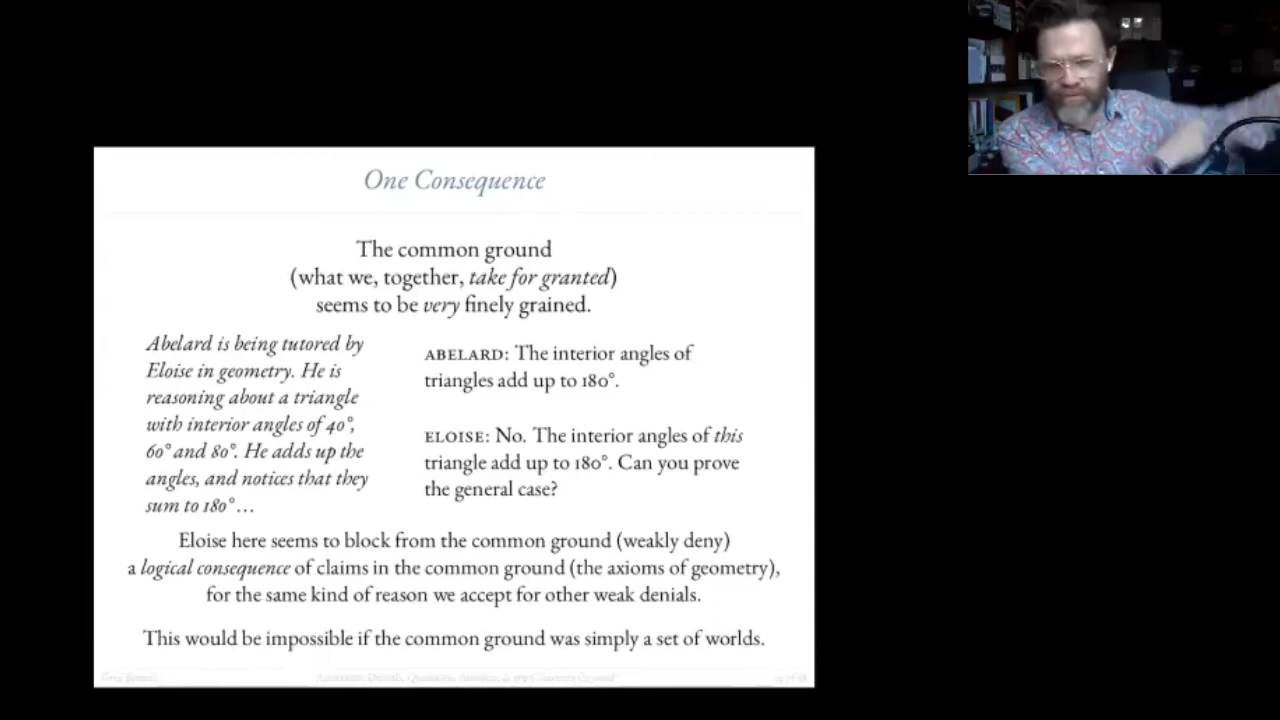 One Consequence
The common ground
(what we, together, take for granted)
seems to be very finely grained.
Abelard is being tutored by
Eloise in geometry. He is
reasoning about a triangle
with interior angles of 40°,
60° and 80°. He adds up the
angles, and notices that they
sum to 180°…
ABELARD: The interior angles of
triangles add up to 180°.
ELOISE: No. The interior angles of this
triangle add up to 180°. Can you prove
the general case?
Eloise here seems to block from the common ground (weakly deny)
a logical consequence of claims in the common ground (the axioms of geometry),
for the same kind of reason we accept for other weak denials.
This would be impossible if the common ground was simply a set of worlds.